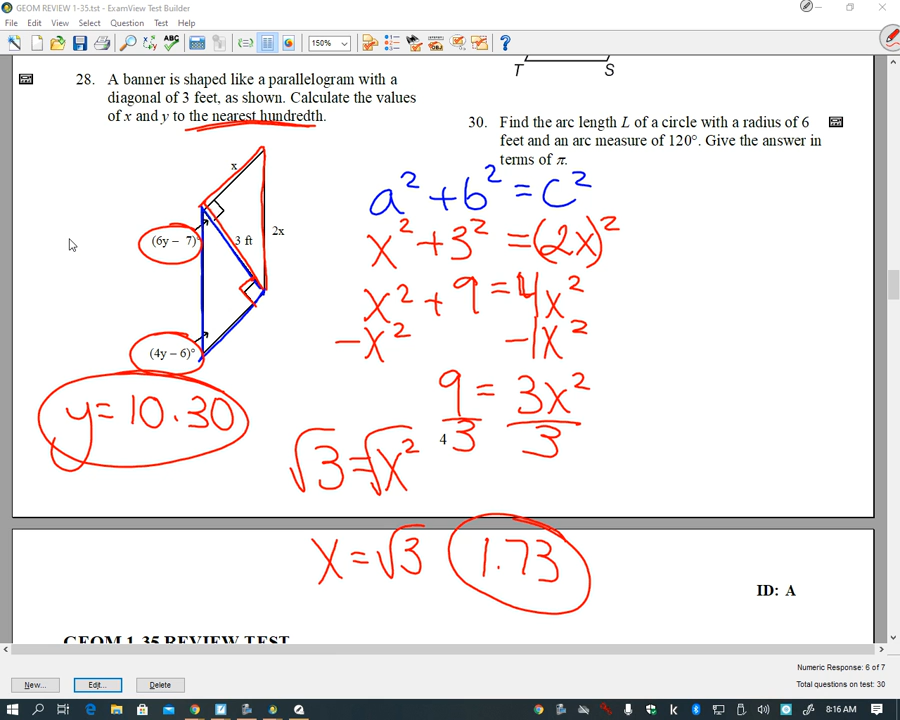 GEOM REVIEW 1-35.tst - ExamView Test Builder
File Edit View Select Question Test Help
150%
28. A banner is shaped like a parallelogram with a
diagonal of 3 feet, as shown. Calculate the values
of x and y to the nearest hundredth.
x
(6y – 7)°
3 ft
2x
(4y – 6)°
y = 10.30
T S
30. Find the arc length L of a circle with a radius of 6
feet and an arc measure of 120°. Give the answer in
terms of π.
a² + b² = c²
x² + 3² = (2x)²
x² + 9 = 4x²
-x² -1x²
9 = 3x²
3 3
4
√3 = √x²
x = √3 1.73
ID: A
GEOM 1-35 REVIEW TEST
Numeric Response: 6 of 7
New... Edit... Delete
Total questions on test: 30
8:16 AM